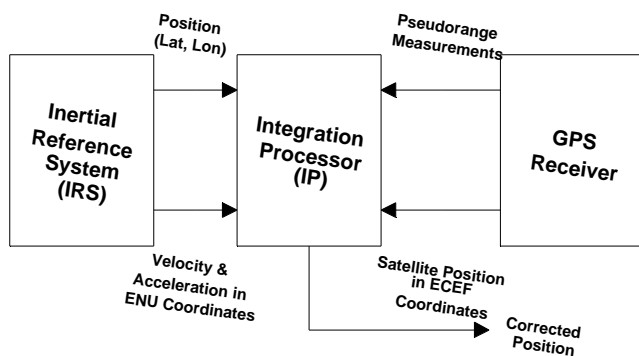 Position
(Lat, Lon)
Pseudorange
Measurements
Inertial
Reference
System
(IRS)
Integration
Processor
(IP)
GPS
Receiver
Velocity &
Acceleration in
ENU Coordinates
Satellite Position
in ECEF
Coordinates
Corrected
Position